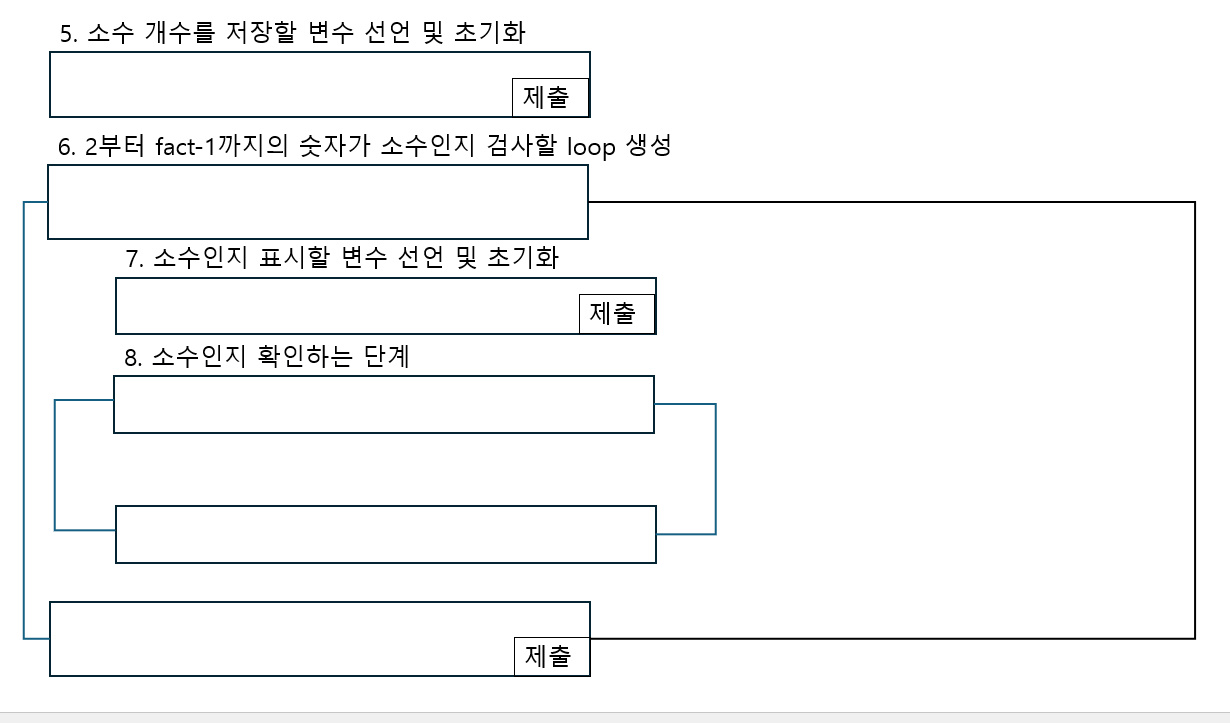 5. 소수 개수를 저장할 변수 선언 및 초기화
제출
6. 2부터 fact-1까지의 숫자가 소수인지 검사할 loop 생성
7. 소수인지 표시할 변수 선언 및 초기화
제출
8. 소수인지 확인하는 단계
제출